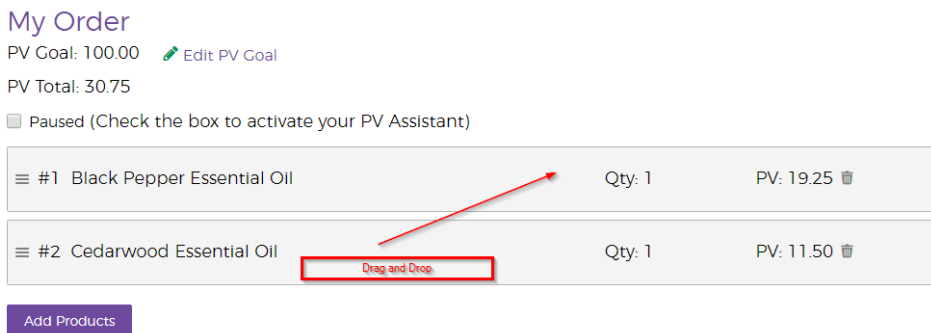 My Order
PV Goal: 100.00 Edit PV Goal
PV Total: 30.75
Paused (Check the box to activate your PV Assistant)
#1 Black Pepper Essential Oil Qty: 1 PV: 19.25
#2 Cedarwood Essential Oil Qty: 1 PV: 11.50
Drag and Drop
Add Products